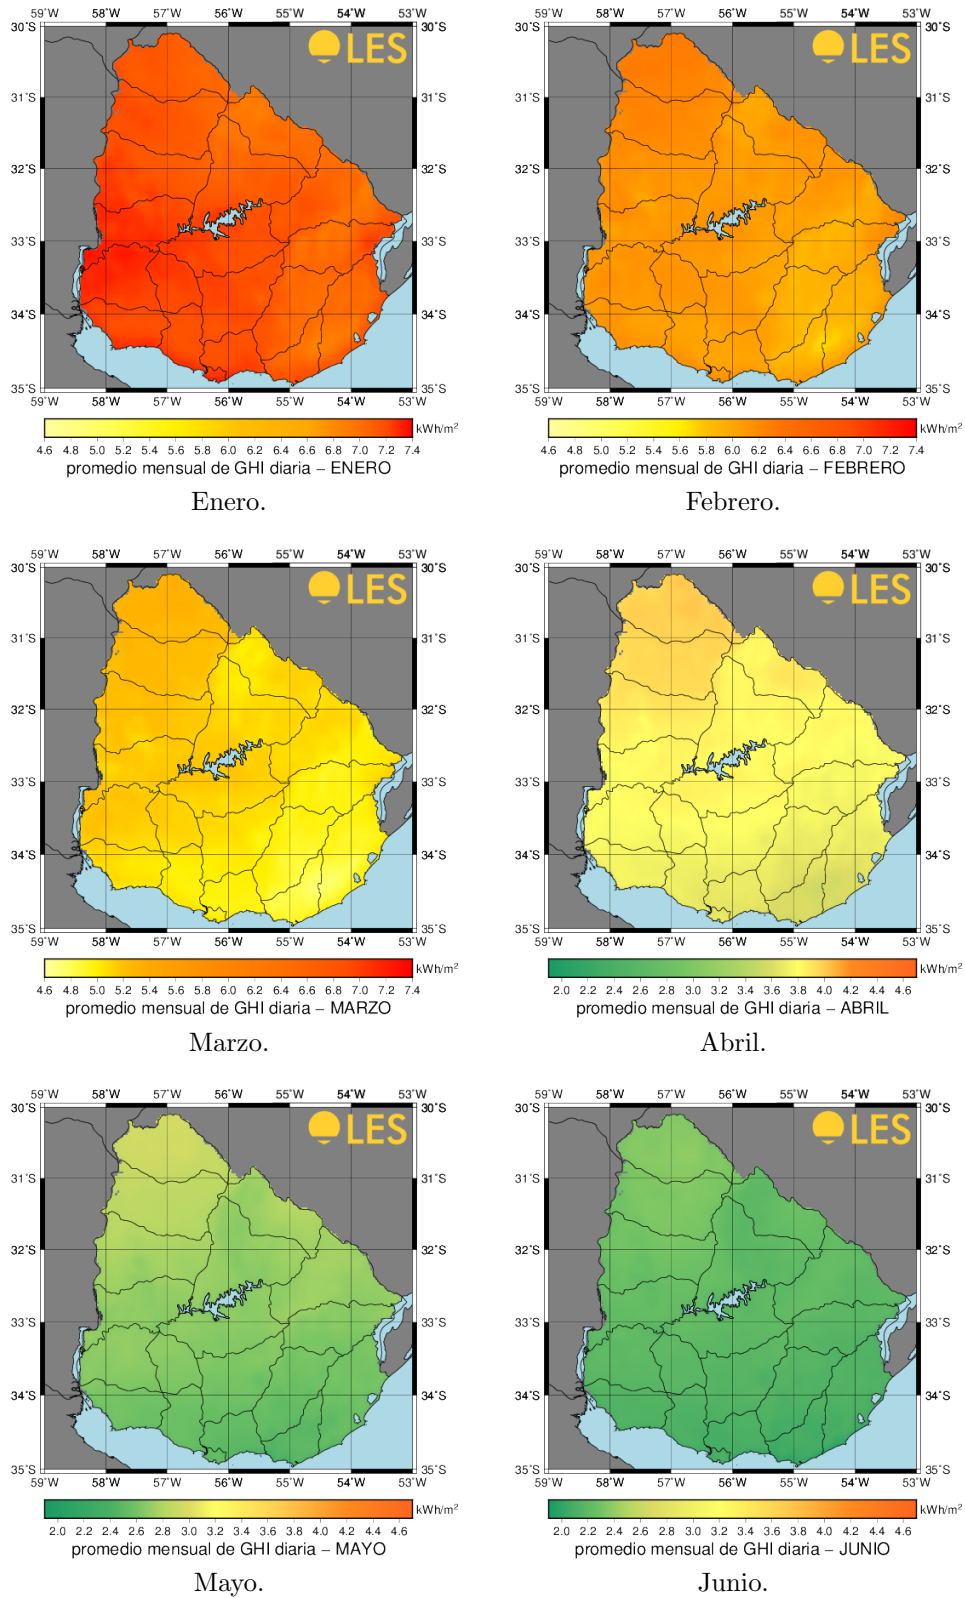 59°W 58°W 57°W 56°W 55°W 54°W 53°W
30°S 30°S
LES
31°S 31°S
32°S 32°S
33°S 33°S
34°S 34°S
35°S 35°S
59°W 58°W 57°W 56°W 55°W 54°W 53°W
kWh/m²
4.6 4.8 5.0 5.2 5.4 5.6 5.8 6.0 6.2 6.4 6.6 6.8 7.0 7.2 7.4
promedio mensual de GHI diaria – ENERO
Enero.
59°W 58°W 57°W 56°W 55°W 54°W 53°W
30°S 30°S
LES
31°S 31°S
32°S 32°S
33°S 33°S
34°S 34°S
35°S 35°S
59°W 58°W 57°W 56°W 55°W 54°W 53°W
kWh/m²
4.6 4.8 5.0 5.2 5.4 5.6 5.8 6.0 6.2 6.4 6.6 6.8 7.0 7.2 7.4
promedio mensual de GHI diaria – FEBRERO
Febrero.
59°W 58°W 57°W 56°W 55°W 54°W 53°W
30°S 30°S
LES
31°S 31°S
32°S 32°S
33°S 33°S
34°S 34°S
35°S 35°S
59°W 58°W 57°W 56°W 55°W 54°W 53°W
kWh/m²
4.6 4.8 5.0 5.2 5.4 5.6 5.8 6.0 6.2 6.4 6.6 6.8 7.0 7.2 7.4
promedio mensual de GHI diaria – MARZO
Marzo.
59°W 58°W 57°W 56°W 55°W 54°W 53°W
30°S 30°S
LES
31°S 31°S
32°S 32°S
33°S 33°S
34°S 34°S
35°S 35°S
59°W 58°W 57°W 56°W 55°W 54°W 53°W
kWh/m²
2.0 2.2 2.4 2.6 2.8 3.0 3.2 3.4 3.6 3.8 4.0 4.2 4.4 4.6
promedio mensual de GHI diaria – ABRIL
Abril.
59°W 58°W 57°W 56°W 55°W 54°W 53°W
30°S 30°S
LES
31°S 31°S
32°S 32°S
33°S 33°S
34°S 34°S
35°S 35°S
59°W 58°W 57°W 56°W 55°W 54°W 53°W
kWh/m²
2.0 2.2 2.4 2.6 2.8 3.0 3.2 3.4 3.6 3.8 4.0 4.2 4.4 4.6
promedio mensual de GHI diaria – MAYO
Mayo.
59°W 58°W 57°W 56°W 55°W 54°W 53°W
30°S 30°S
LES
31°S 31°S
32°S 32°S
33°S 33°S
34°S 34°S
35°S 35°S
59°W 58°W 57°W 56°W 55°W 54°W 53°W
kWh/m²
2.0 2.2 2.4 2.6 2.8 3.0 3.2 3.4 3.6 3.8 4.0 4.2 4.4 4.6
promedio mensual de GHI diaria – JUNIO
Junio.